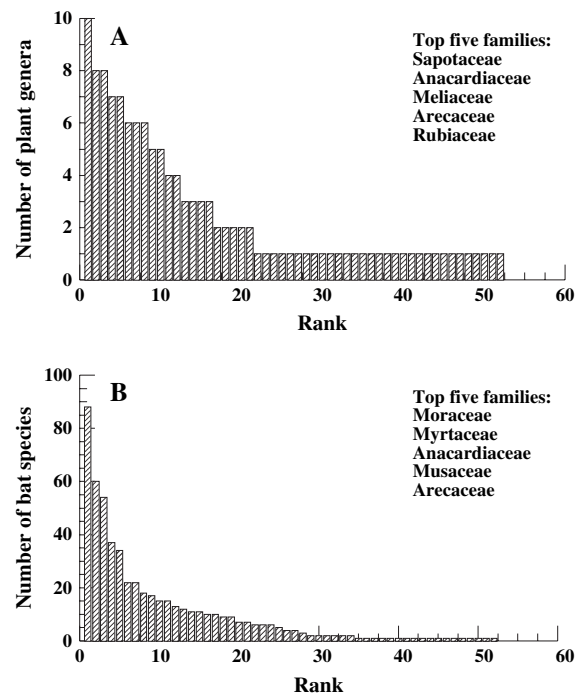 A
Top five families:
Sapotaceae
Anacardiaceae
Meliaceae
Arecaceae
Rubiaceae
Number of plant genera
10
8
6
4
2
0
0 10 20 30 40 50 60
Rank
B
Top five families:
Moraceae
Myrtaceae
Anacardiaceae
Musaceae
Arecaceae
Number of bat species
100
80
60
40
20
0
0 10 20 30 40 50 60
Rank